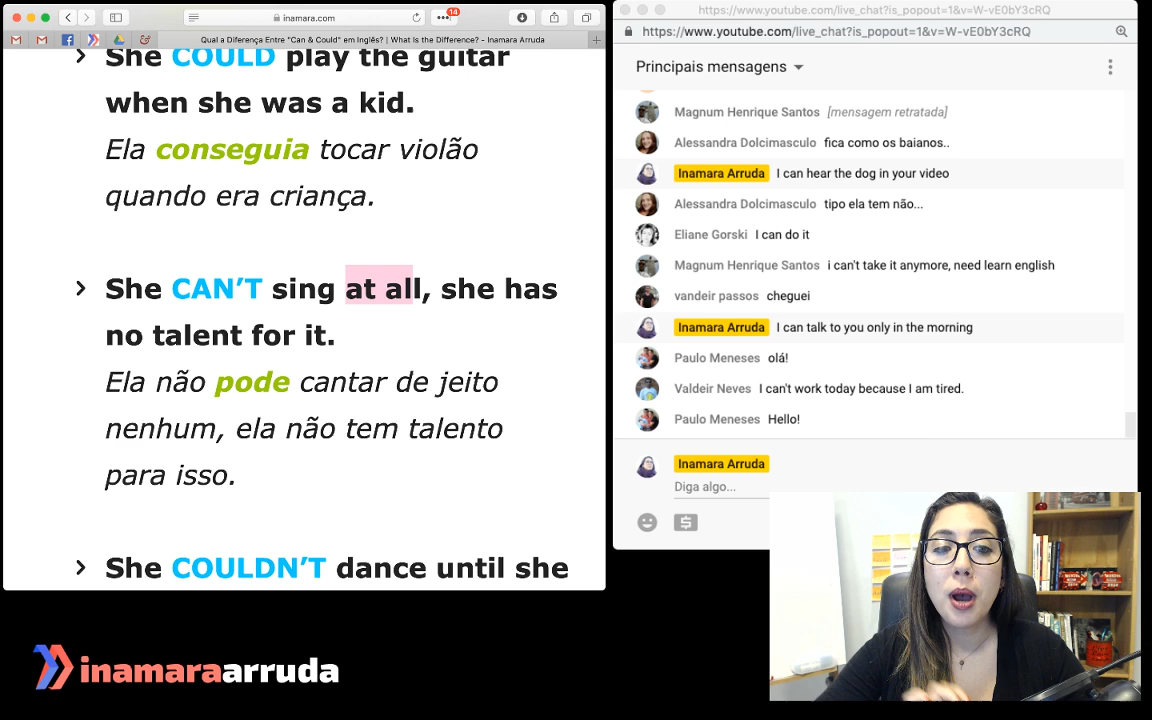 inamara.com
14
Qual a Diferença Entre "Can & Could" em Inglês? | What Is the Difference? - Inamara Arruda
She COULD play the guitar
when she was a kid.
Ela conseguia tocar violão
quando era criança.
She CAN'T sing at all, she has
no talent for it.
Ela não pode cantar de jeito
nenhum, ela não tem talento
para isso.
She COULDN'T dance until she
https://www.youtube.com/live_chat?is_popout=1&v=W-vE0bY3cRQ
https://www.youtube.com/live_chat?is_popout=1&v=W-vE0bY3cRQ
Principais mensagens
Magnum Henrique Santos [mensagem retratada]
Alessandra Dolcimasculo fica como os baianos..
Inamara Arruda I can hear the dog in your video
Alessandra Dolcimasculo tipo ela tem não...
Eliane Gorski I can do it
Magnum Henrique Santos i can't take it anymore, need learn english
vandeir passos cheguei
Inamara Arruda I can talk to you only in the morning
Paulo Meneses olá!
Valdeir Neves I can't work today because I am tired.
Paulo Meneses Hello!
Inamara Arruda
Diga algo...
inamaraarruda